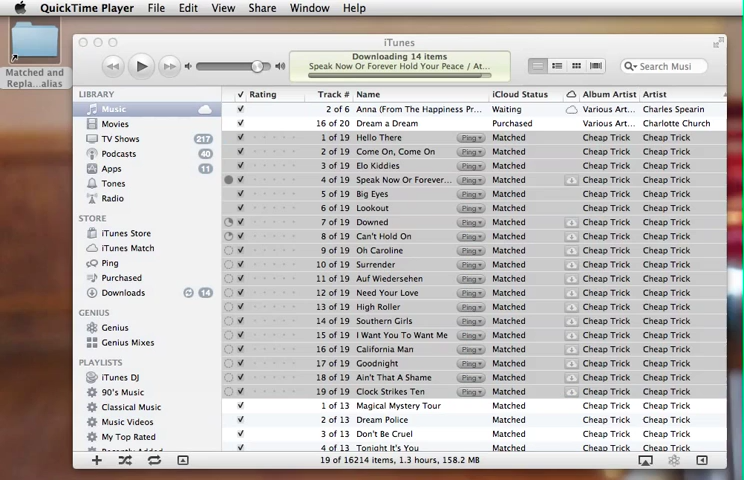 QuickTime Player File Edit View Share Window Help
Matched and
Repla...alias
iTunes
Downloading 14 items
Speak Now Or Forever Hold Your Peace / At...
Search Musi
LIBRARY
Music
Movies
TV Shows 217
Podcasts 40
Apps 11
Tones
Radio
STORE
iTunes Store
iTunes Match
Ping
Purchased
Downloads 14
GENIUS
Genius
Genius Mixes
PLAYLISTS
iTunes DJ
90's Music
Classical Music
Music Videos
My Top Rated
Recently Added
Rating Track # Name iCloud Status Album Artist Artist
2 of 6 Anna (From The Happiness Pr... Waiting Various Art... Charles Spearin
16 of 20 Dream a Dream Purchased Various Art... Charlotte Church
1 of 19 Hello There Ping Matched Cheap Trick Cheap Trick
2 of 19 Come On, Come On Ping Matched Cheap Trick Cheap Trick
3 of 19 Elo Kiddies Ping Matched Cheap Trick Cheap Trick
4 of 19 Speak Now Or Forever... Ping Matched Cheap Trick Cheap Trick
5 of 19 Big Eyes Ping Matched Cheap Trick Cheap Trick
6 of 19 Lookout Ping Matched Cheap Trick Cheap Trick
7 of 19 Downed Ping Matched Cheap Trick Cheap Trick
8 of 19 Can't Hold On Ping Matched Cheap Trick Cheap Trick
9 of 19 Oh Caroline Ping Matched Cheap Trick Cheap Trick
10 of 19 Surrender Ping Matched Cheap Trick Cheap Trick
11 of 19 Auf Wiedersehen Ping Matched Cheap Trick Cheap Trick
12 of 19 Need Your Love Ping Matched Cheap Trick Cheap Trick
13 of 19 High Roller Ping Matched Cheap Trick Cheap Trick
14 of 19 Southern Girls Ping Matched Cheap Trick Cheap Trick
15 of 19 I Want You To Want Me Ping Matched Cheap Trick Cheap Trick
16 of 19 California Man Ping Matched Cheap Trick Cheap Trick
17 of 19 Goodnight Ping Matched Cheap Trick Cheap Trick
18 of 19 Ain't That A Shame Ping Matched Cheap Trick Cheap Trick
19 of 19 Clock Strikes Ten Ping Matched Cheap Trick Cheap Trick
1 of 13 Magical Mystery Tour Matched Cheap Trick Cheap Trick
2 of 13 Dream Police Matched Cheap Trick Cheap Trick
3 of 13 Don't Be Cruel Matched Cheap Trick Cheap Trick
4 of 13 Tonight It's You Matched Cheap Trick Cheap Trick
19 of 16214 items, 1.3 hours, 158.2 MB